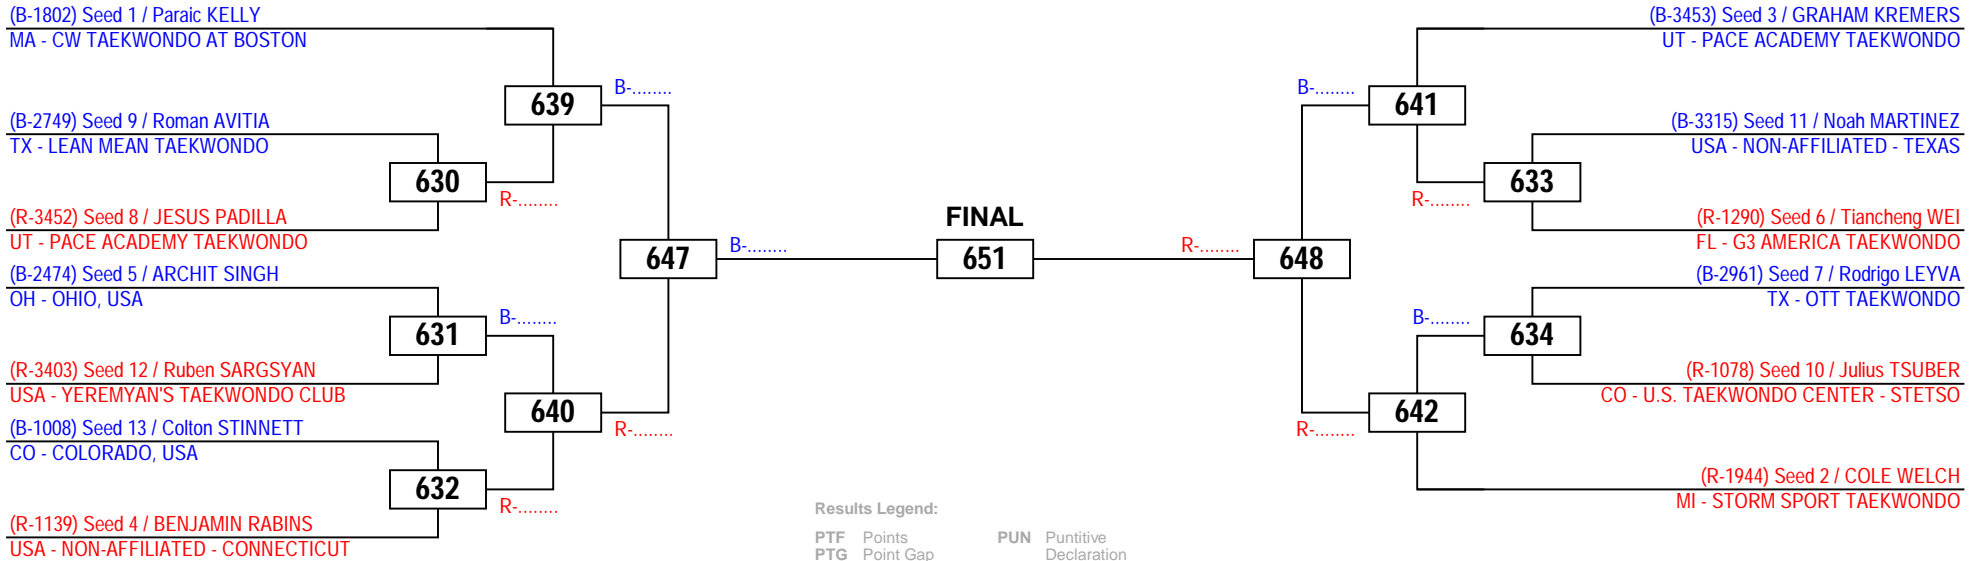 (B-1802) Seed 1 / Paraic KELLY
MA - CW TAEKWONDO AT BOSTON
639
B-........
(B-2749) Seed 9 / Roman AVITIA
TX - LEAN MEAN TAEKWONDO
630
R-........
(R-3452) Seed 8 / JESUS PADILLA
UT - PACE ACADEMY TAEKWONDO
647
B-........
(B-2474) Seed 5 / ARCHIT SINGH
OH - OHIO, USA
631
B-........
(R-3403) Seed 12 / Ruben SARGSYAN
USA - YEREMYAN'S TAEKWONDO CLUB
640
R-........
(B-1008) Seed 13 / Colton STINNETT
CO - COLORADO, USA
632
R-........
(R-1139) Seed 4 / BENJAMIN RABINS
USA - NON-AFFILIATED - CONNECTICUT
FINAL
651
(B-3453) Seed 3 / GRAHAM KREMERS
UT - PACE ACADEMY TAEKWONDO
B-........
641
(B-3315) Seed 11 / Noah MARTINEZ
USA - NON-AFFILIATED - TEXAS
R-........
633
(R-1290) Seed 6 / Tiancheng WEI
FL - G3 AMERICA TAEKWONDO
R-........
648
(B-2961) Seed 7 / Rodrigo LEYVA
TX - OTT TAEKWONDO
B-........
634
(R-1078) Seed 10 / Julius TSUBER
CO - U.S. TAEKWONDO CENTER - STETSO
R-........
642
(R-1944) Seed 2 / COLE WELCH
MI - STORM SPORT TAEKWONDO
Results Legend:
PTF Points PUN Puntitive
PTG Point Gap Declaration